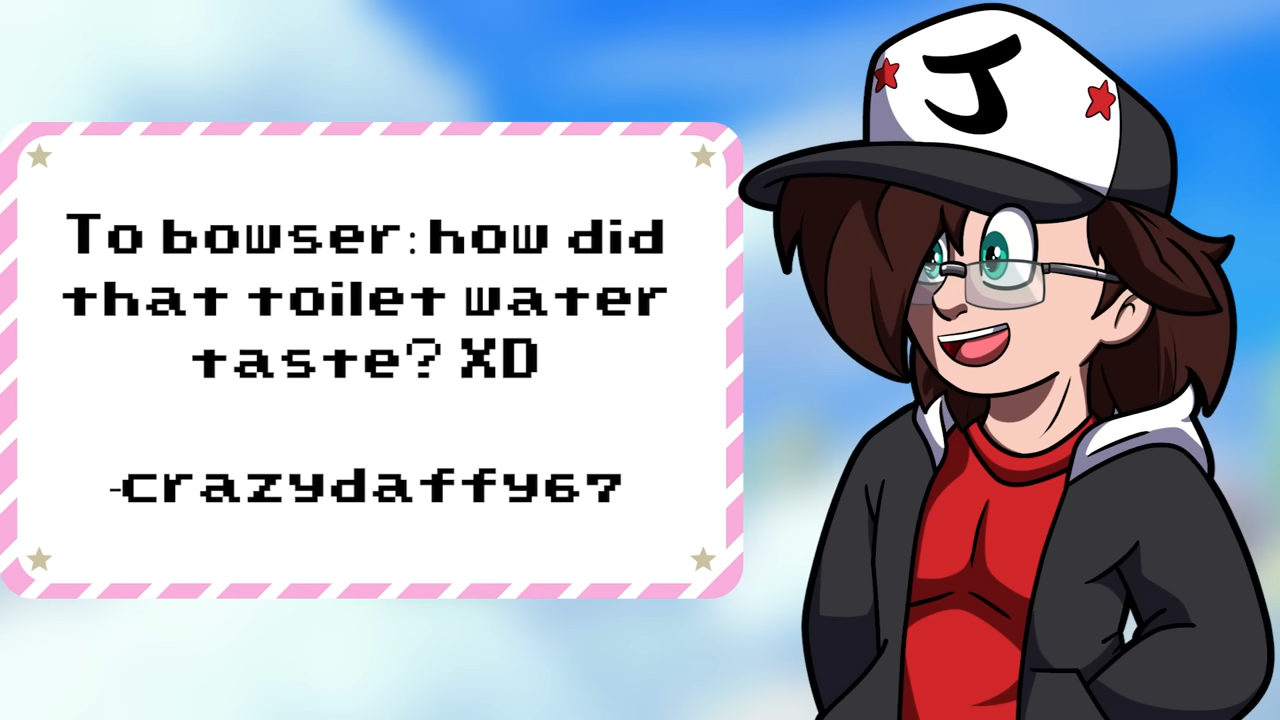 J
To bowser: how did
that toilet water
taste? XD
-crazydaffy67